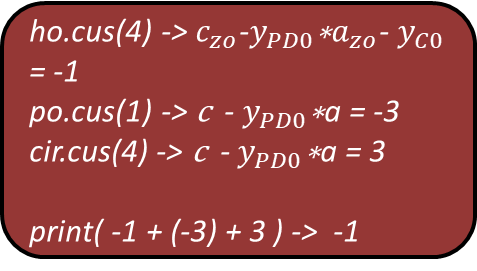 ho.cus(4) -> c_zo - y_PD0 *a_zo - y_C0
= -1
po.cus(1) -> c - y_PD0 *a = -3
cir.cus(4) -> c - y_PD0 *a = 3
print( -1 + (-3) + 3 ) -> -1